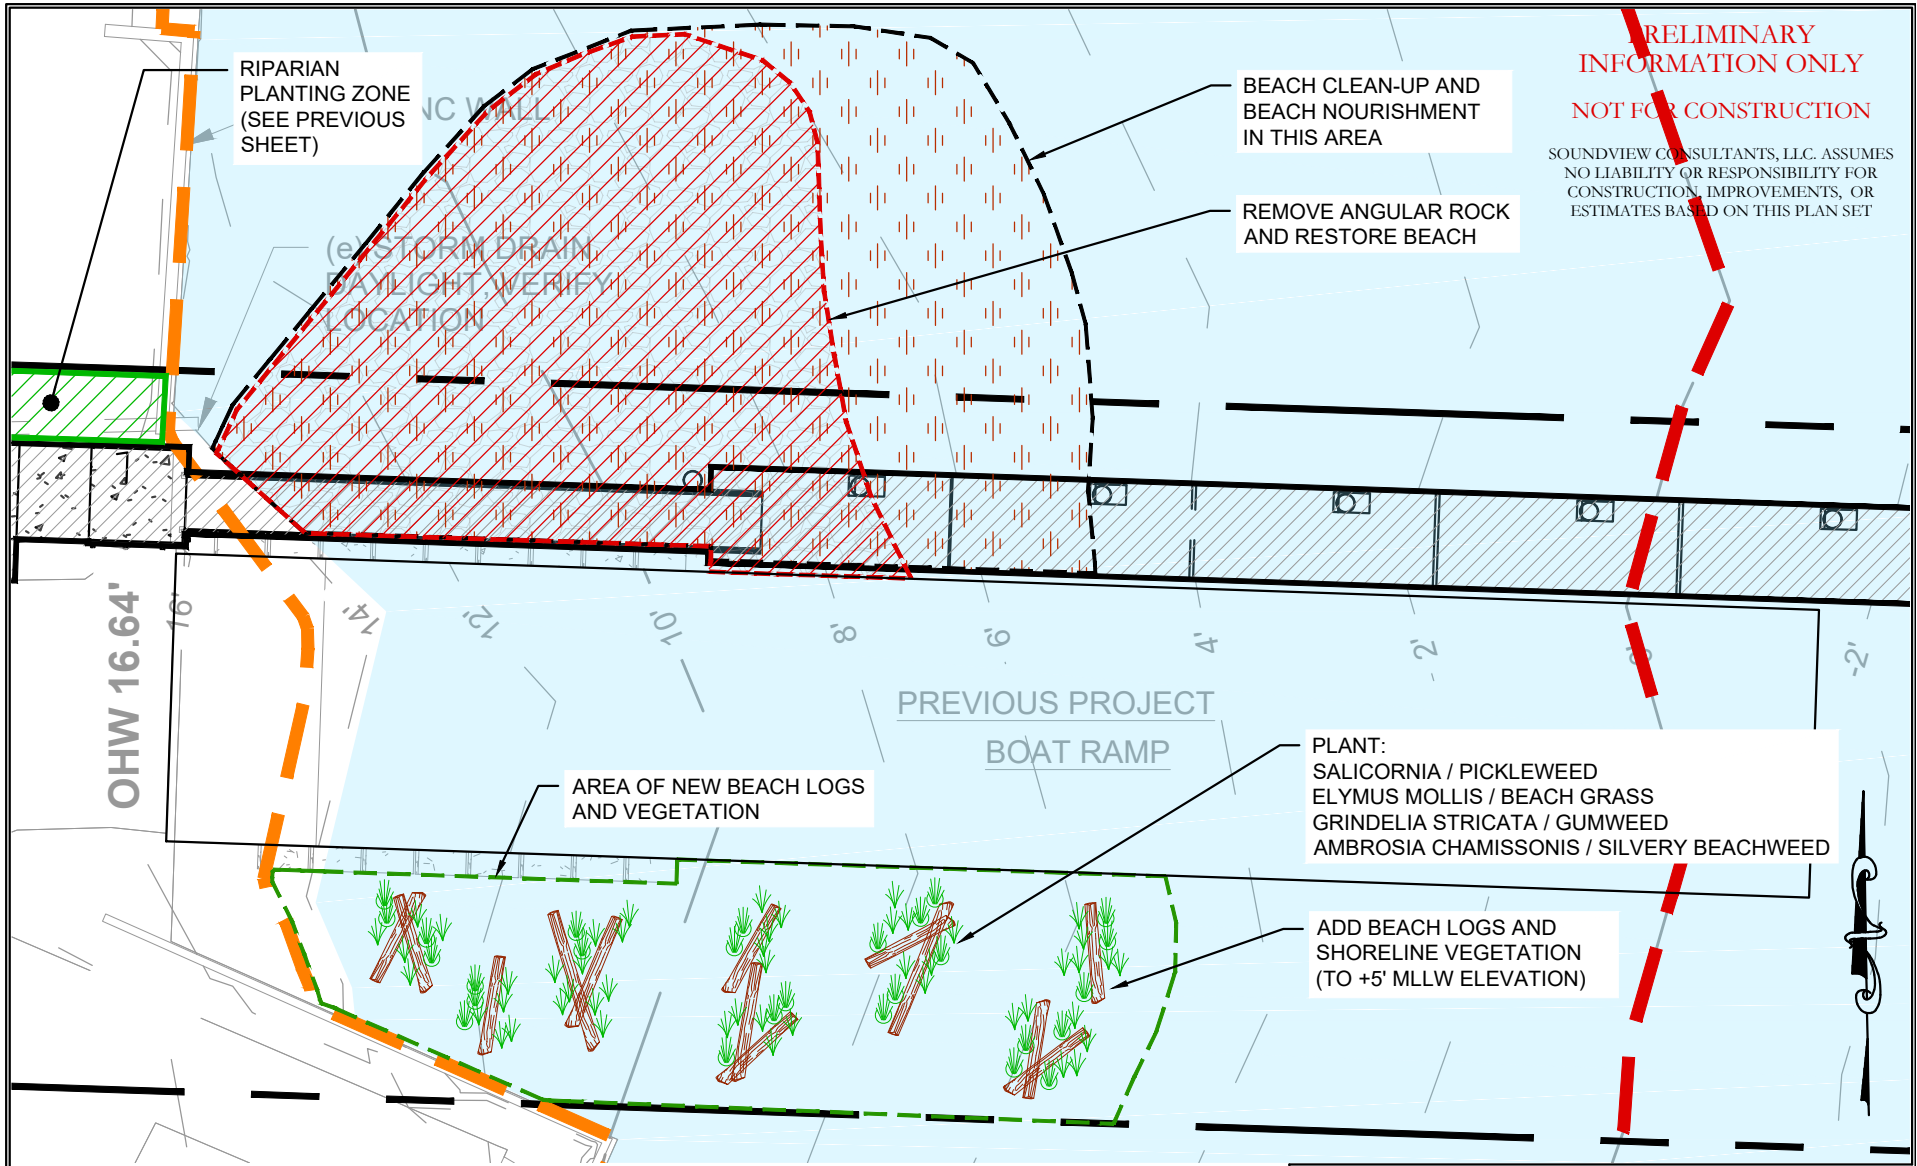 RIPARIAN
PLANTING ZONE
(SEE PREVIOUS
SHEET)
NC WALL
(e) STORM DRAIN
DAYLIGHT, VERIFY
LOCATION
BEACH CLEAN-UP AND
BEACH NOURISHMENT
IN THIS AREA
REMOVE ANGULAR ROCK
AND RESTORE BEACH
PRELIMINARY
INFORMATION ONLY
NOT FOR CONSTRUCTION
SOUNDVIEW CONSULTANTS, LLC. ASSUMES
NO LIABILITY OR RESPONSIBILITY FOR
CONSTRUCTION, IMPROVEMENTS, OR
ESTIMATES BASED ON THIS PLAN SET
OHW 16.64'
16'
14'
12'
10'
8'
6'
4'
2'
0'
-2'
PREVIOUS PROJECT
BOAT RAMP
AREA OF NEW BEACH LOGS
AND VEGETATION
PLANT:
SALICORNIA / PICKLEWEED
ELYMUS MOLLIS / BEACH GRASS
GRINDELIA STRICATA / GUMWEED
AMBROSIA CHAMISSONIS / SILVERY BEACHWEED
ADD BEACH LOGS AND
SHORELINE VEGETATION
(TO +5' MLLW ELEVATION)